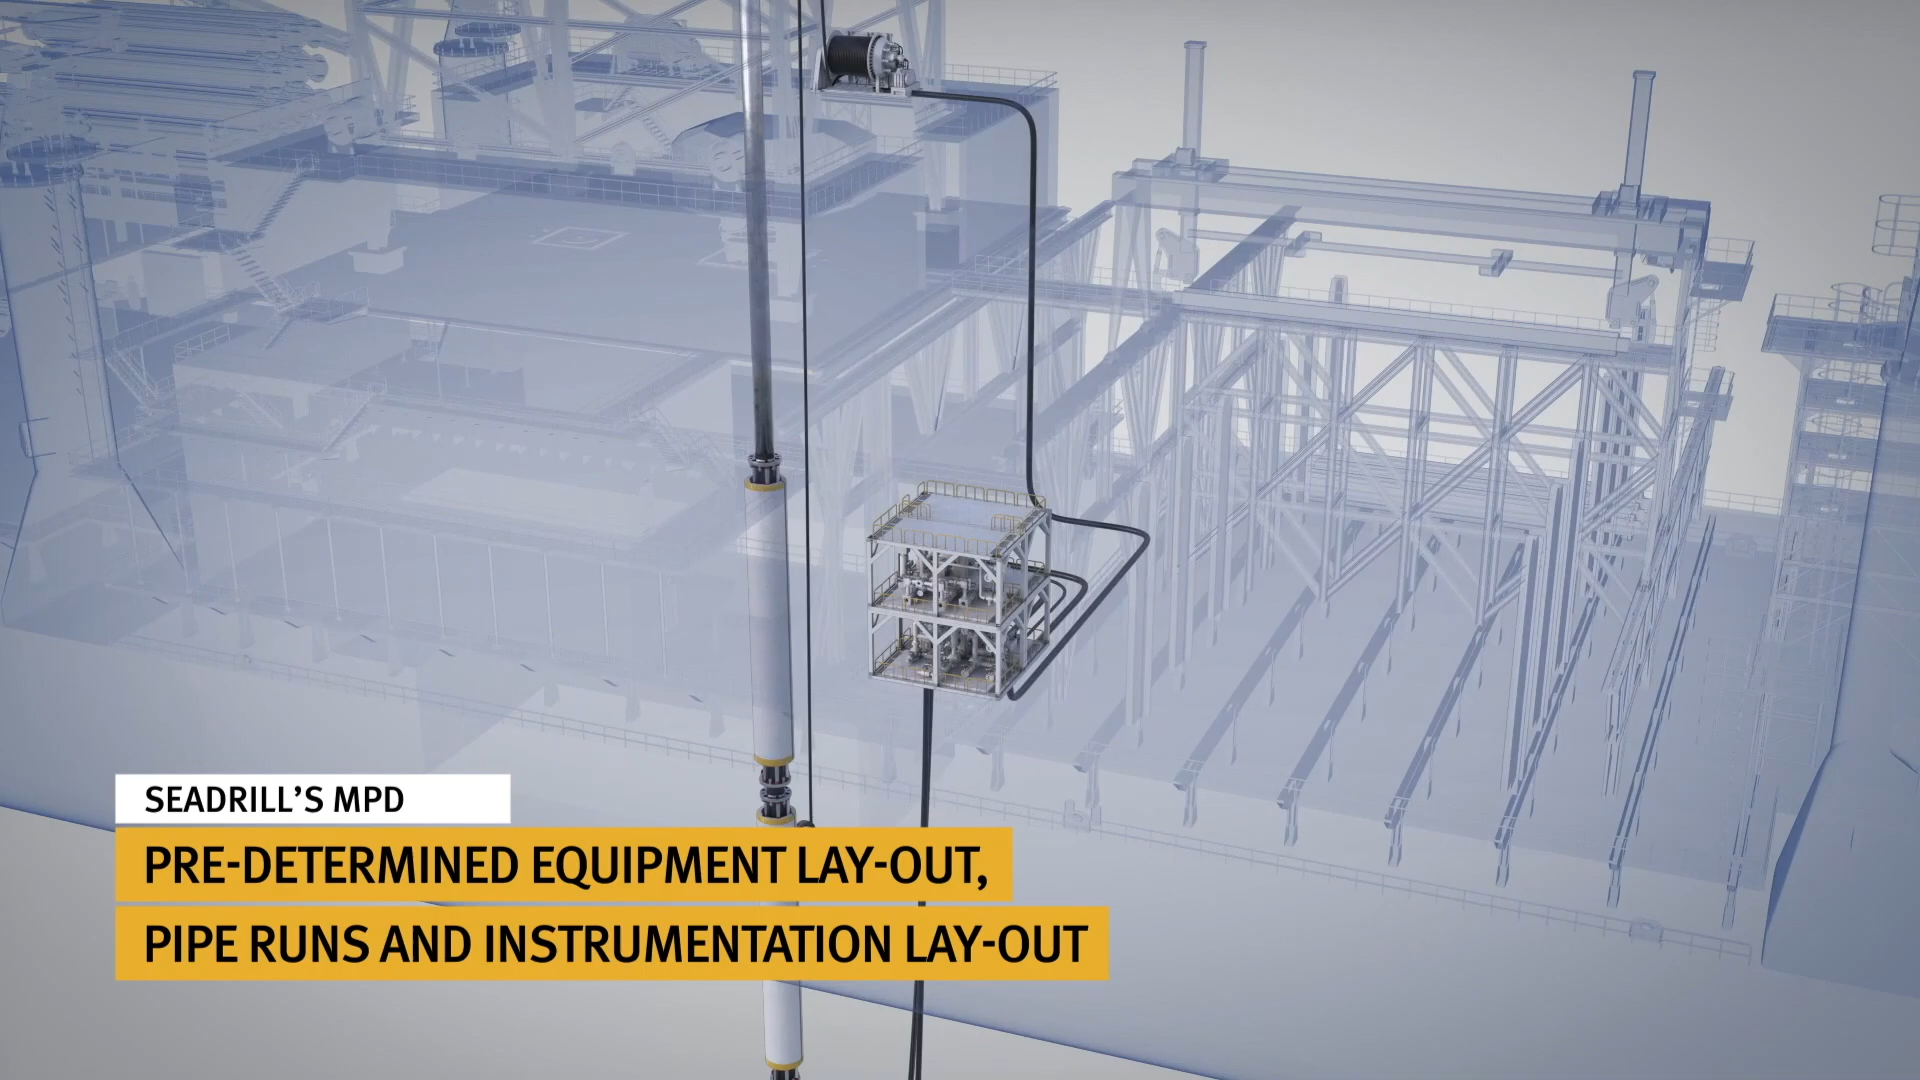 SEADRILL’S MPD
PRE-DETERMINED EQUIPMENT LAY-OUT,
PIPE RUNS AND INSTRUMENTATION LAY-OUT